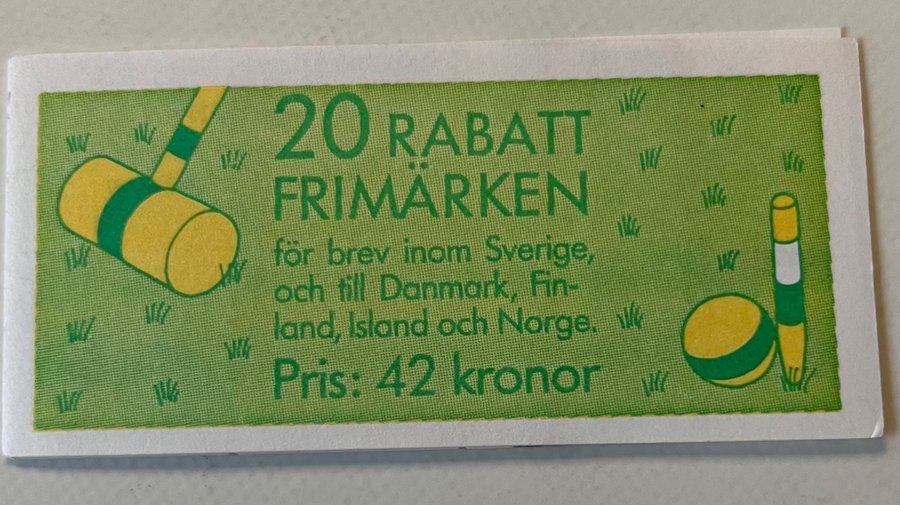 20 RABATT
FRIMÄRKEN
för brev inom Sverige,
och till Danmark, Fin-
land, Island och Norge.
Pris: 42 kronor